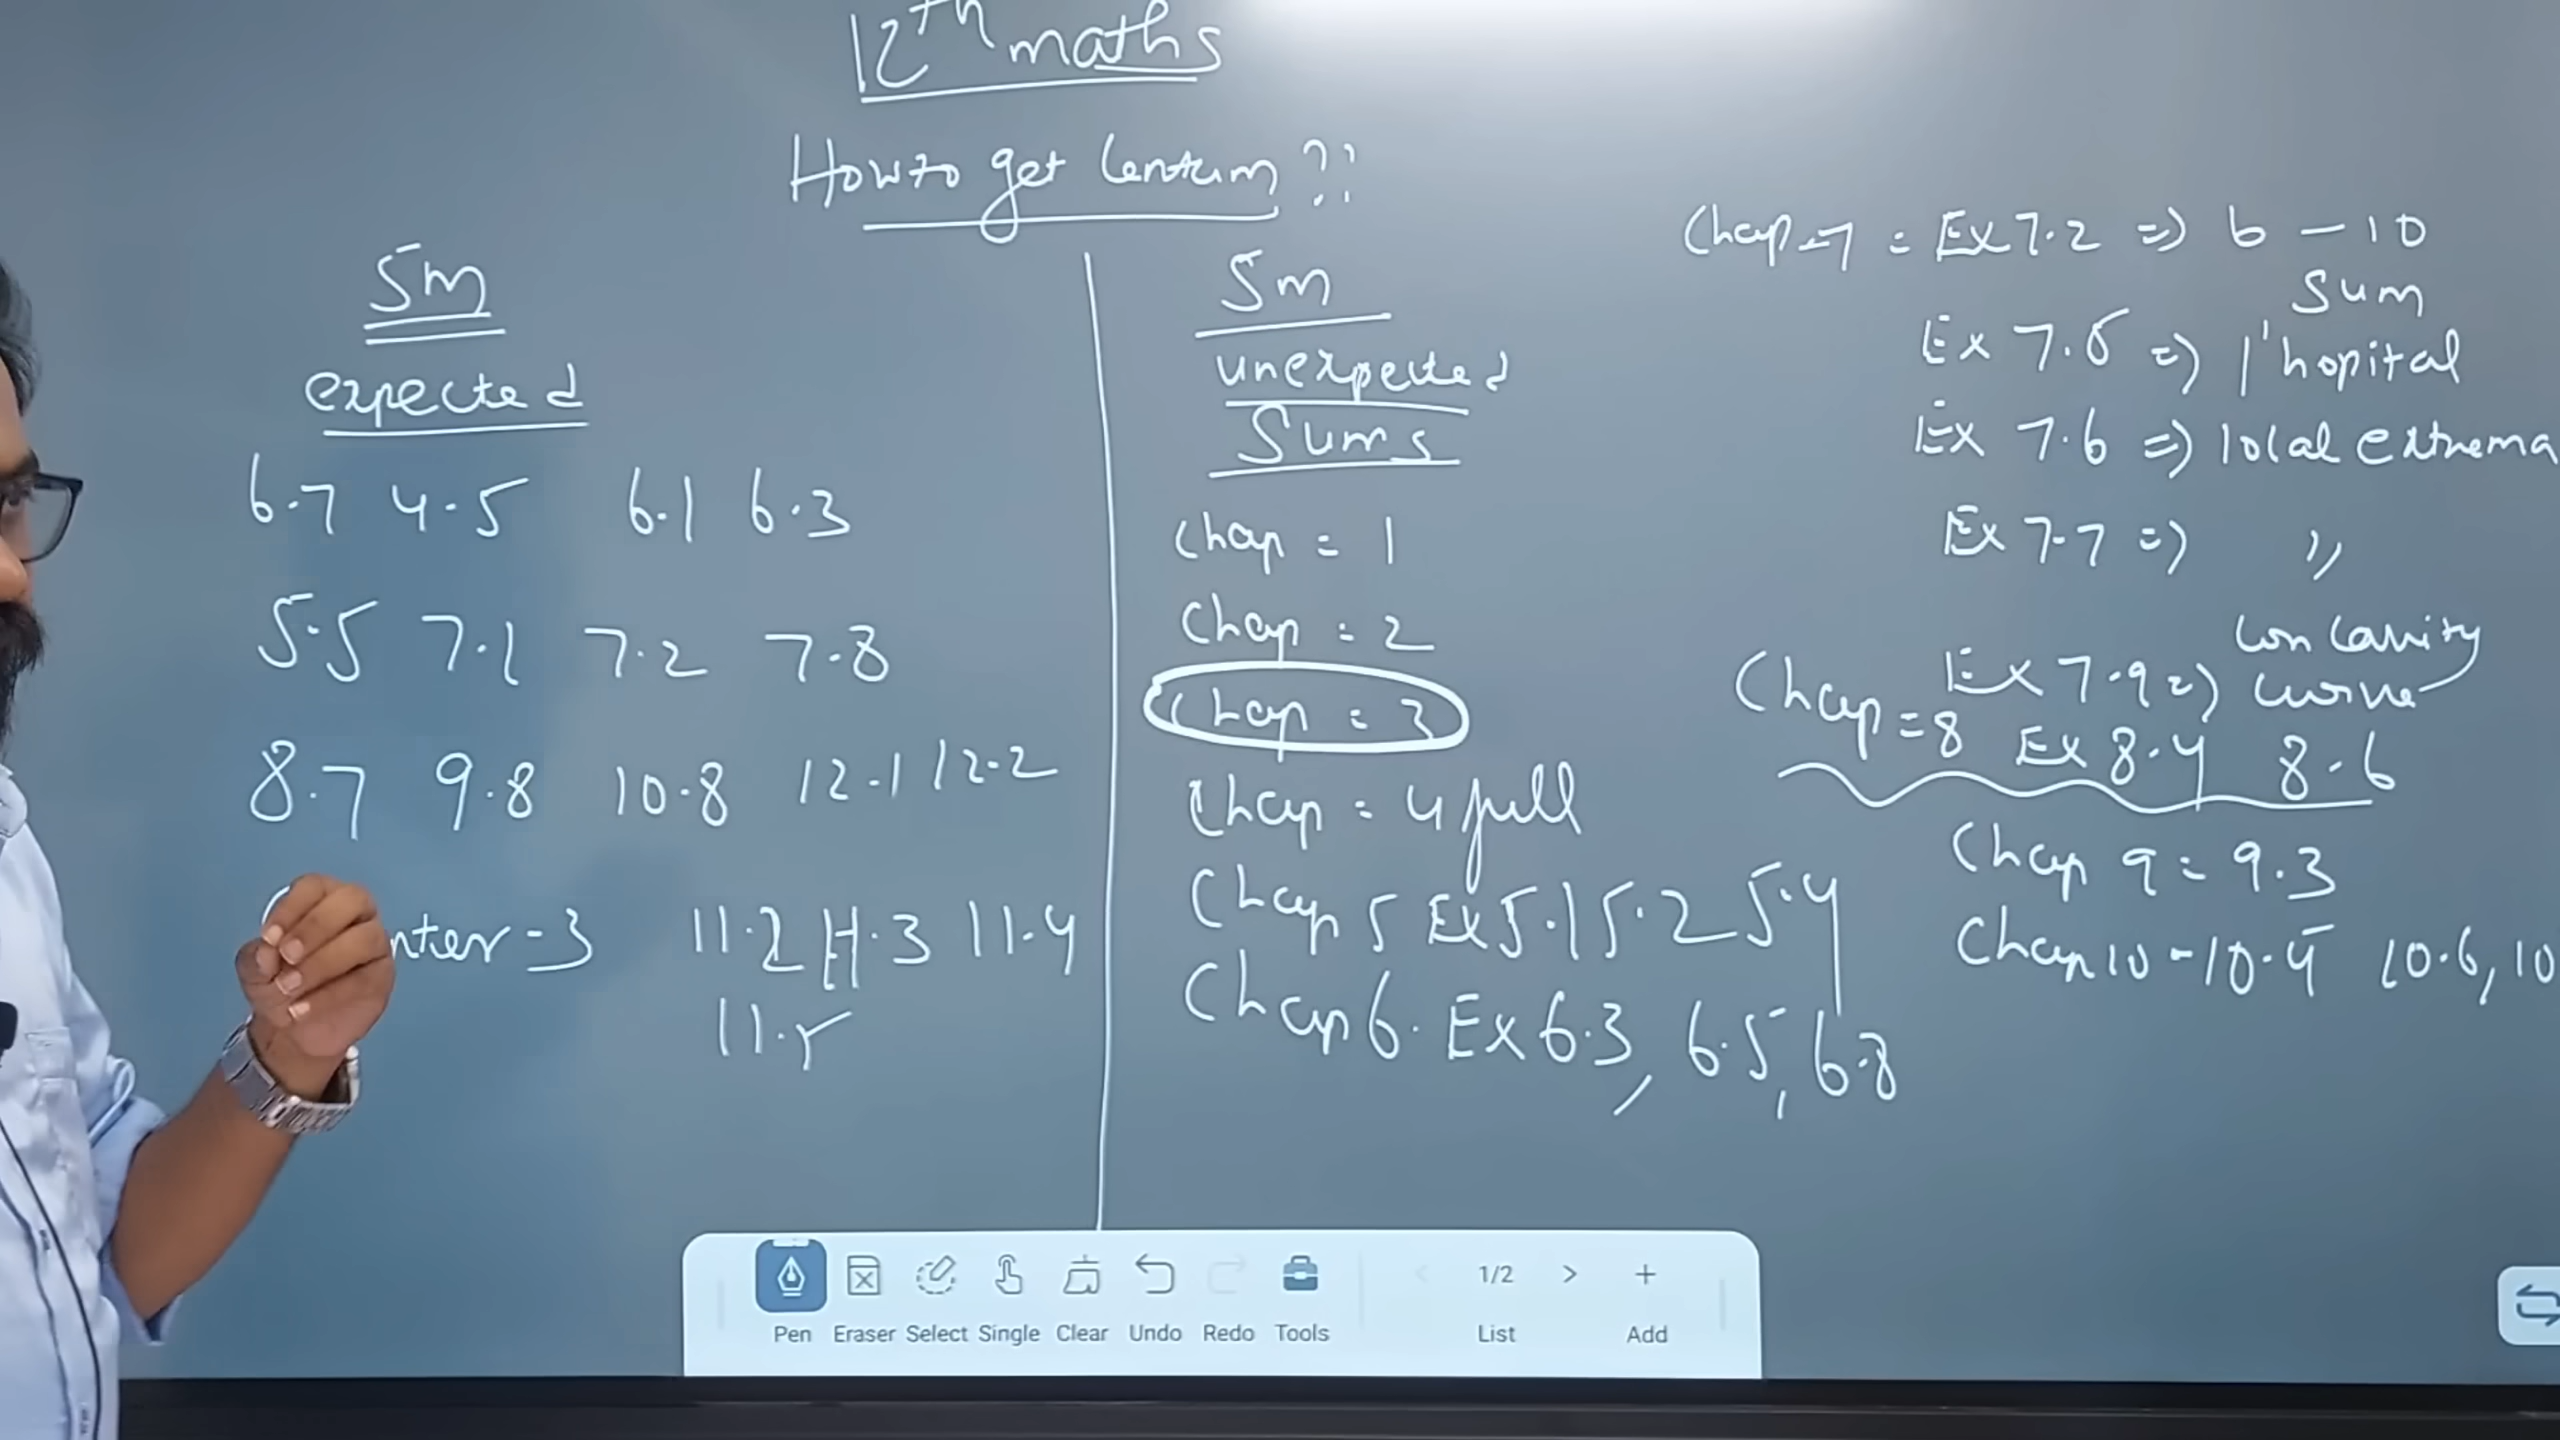 12th maths
How to get Centum ??
5m
expected
6.7 4.5 6.1 6.3
5.5 7.1 7.2 7.8
8.7 9.8 10.8 12.1 12.2
nter-3 11.2 11.3 11.4
11.5
5m
unexpected
Sums
Chap = 1
Chap = 2
Chap = 3
Chap = 4 full
Chap 5 Ex 5.1 5.2 5.4
Chap 6. Ex 6.3, 6.5, 6.8
Chap-7 = Ex 7.2 => 6 - 10
Sum
Ex 7.5 => l'hopital
Ex 7.6 => local extrema
Ex 7.7 => ,,
Ex 7.9 => Concavity
curve
Chap = 8 Ex 8.4 8.6
Chap 9 = 9.3
Chap 10 - 10. 10.6, 10
Pen Eraser Select Single Clear Undo Redo Tools
1/2
List
Add